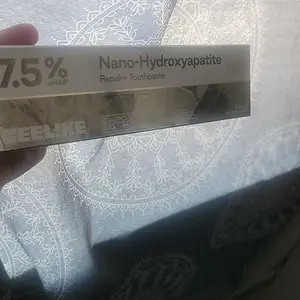 7.5%
nHAP
Nano-Hydroxyapatite
Repair+ Toothpaste
FEELIKE